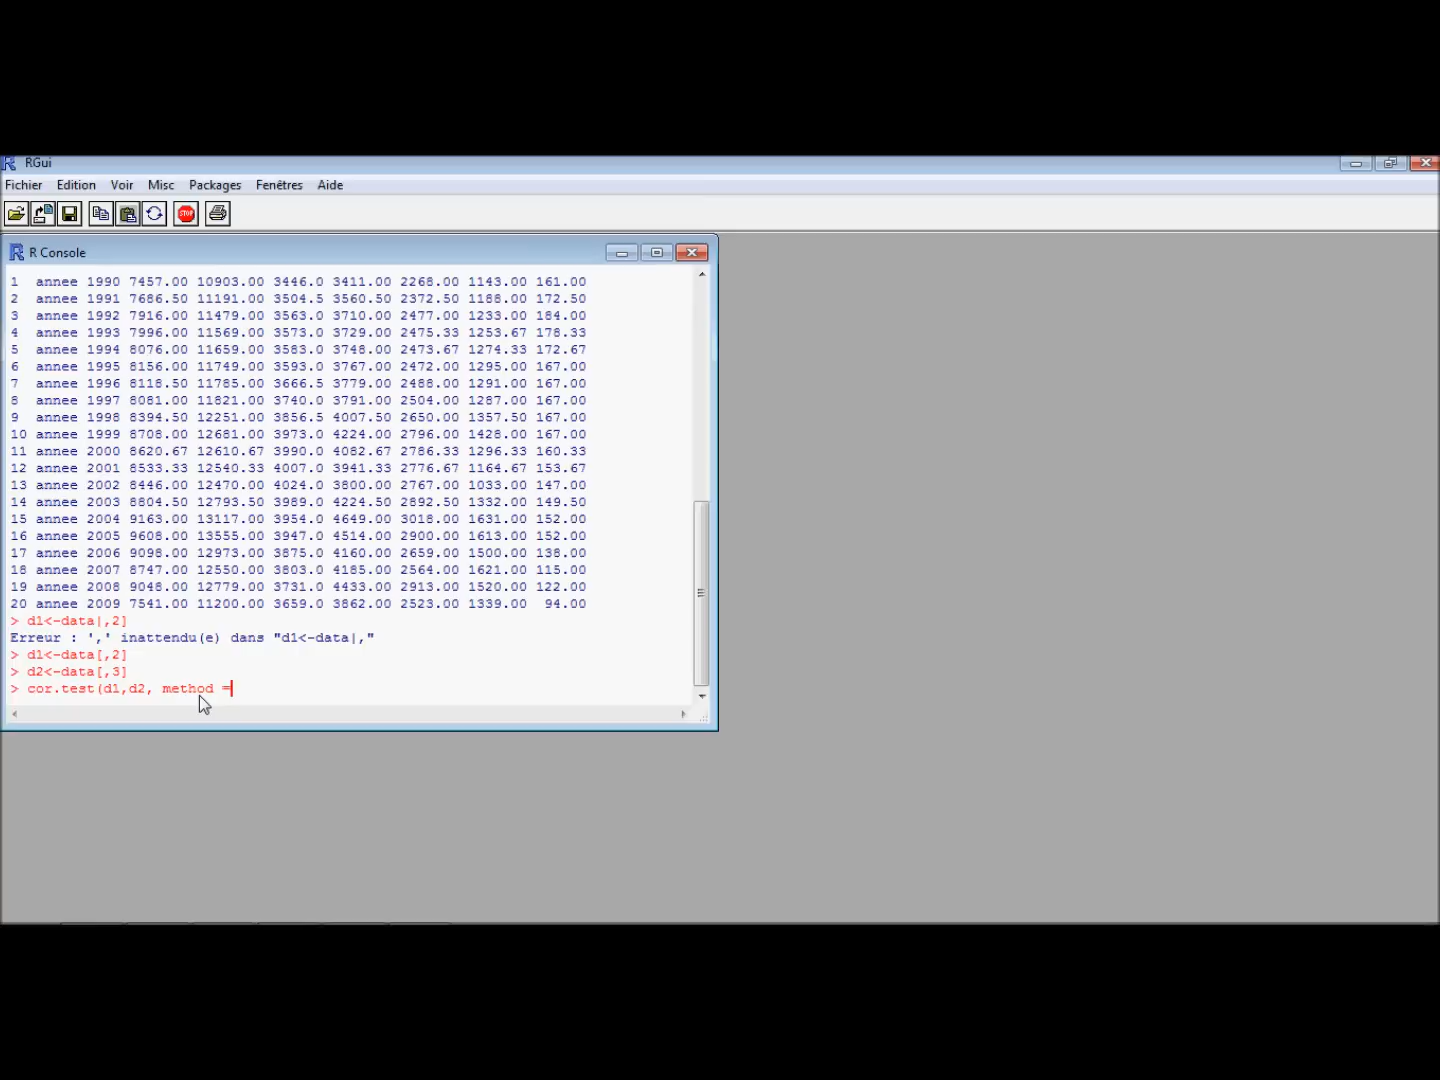 RGui
Fichier Edition Voir Misc Packages Fenêtres Aide
STOP
R Console
1 annee 1990 7457.00 10903.00 3446.0 3411.00 2268.00 1143.00 161.00
2 annee 1991 7686.50 11191.00 3504.5 3560.50 2372.50 1188.00 172.50
3 annee 1992 7916.00 11479.00 3563.0 3710.00 2477.00 1233.00 184.00
4 annee 1993 7996.00 11569.00 3573.0 3729.00 2475.33 1253.67 178.33
5 annee 1994 8076.00 11659.00 3583.0 3748.00 2473.67 1274.33 172.67
6 annee 1995 8156.00 11749.00 3593.0 3767.00 2472.00 1295.00 167.00
7 annee 1996 8118.50 11785.00 3666.5 3779.00 2488.00 1291.00 167.00
8 annee 1997 8081.00 11821.00 3740.0 3791.00 2504.00 1287.00 167.00
9 annee 1998 8394.50 12251.00 3856.5 4007.50 2650.00 1357.50 167.00
10 annee 1999 8708.00 12681.00 3973.0 4224.00 2796.00 1428.00 167.00
11 annee 2000 8620.67 12610.67 3990.0 4082.67 2786.33 1296.33 160.33
12 annee 2001 8533.33 12540.33 4007.0 3941.33 2776.67 1164.67 153.67
13 annee 2002 8446.00 12470.00 4024.0 3800.00 2767.00 1033.00 147.00
14 annee 2003 8804.50 12793.50 3989.0 4224.50 2892.50 1332.00 149.50
15 annee 2004 9163.00 13117.00 3954.0 4649.00 3018.00 1631.00 152.00
16 annee 2005 9608.00 13555.00 3947.0 4514.00 2900.00 1613.00 152.00
17 annee 2006 9098.00 12973.00 3875.0 4160.00 2659.00 1500.00 138.00
18 annee 2007 8747.00 12550.00 3803.0 4185.00 2564.00 1621.00 115.00
19 annee 2008 9048.00 12779.00 3731.0 4433.00 2913.00 1520.00 122.00
20 annee 2009 7541.00 11200.00 3659.0 3862.00 2523.00 1339.00 94.00
> d1<-data|,2]
Erreur : ',' inattendu(e) dans "d1<-data|,"
> d1<-data[,2]
> d2<-data[,3]
> cor.test(d1,d2, method =